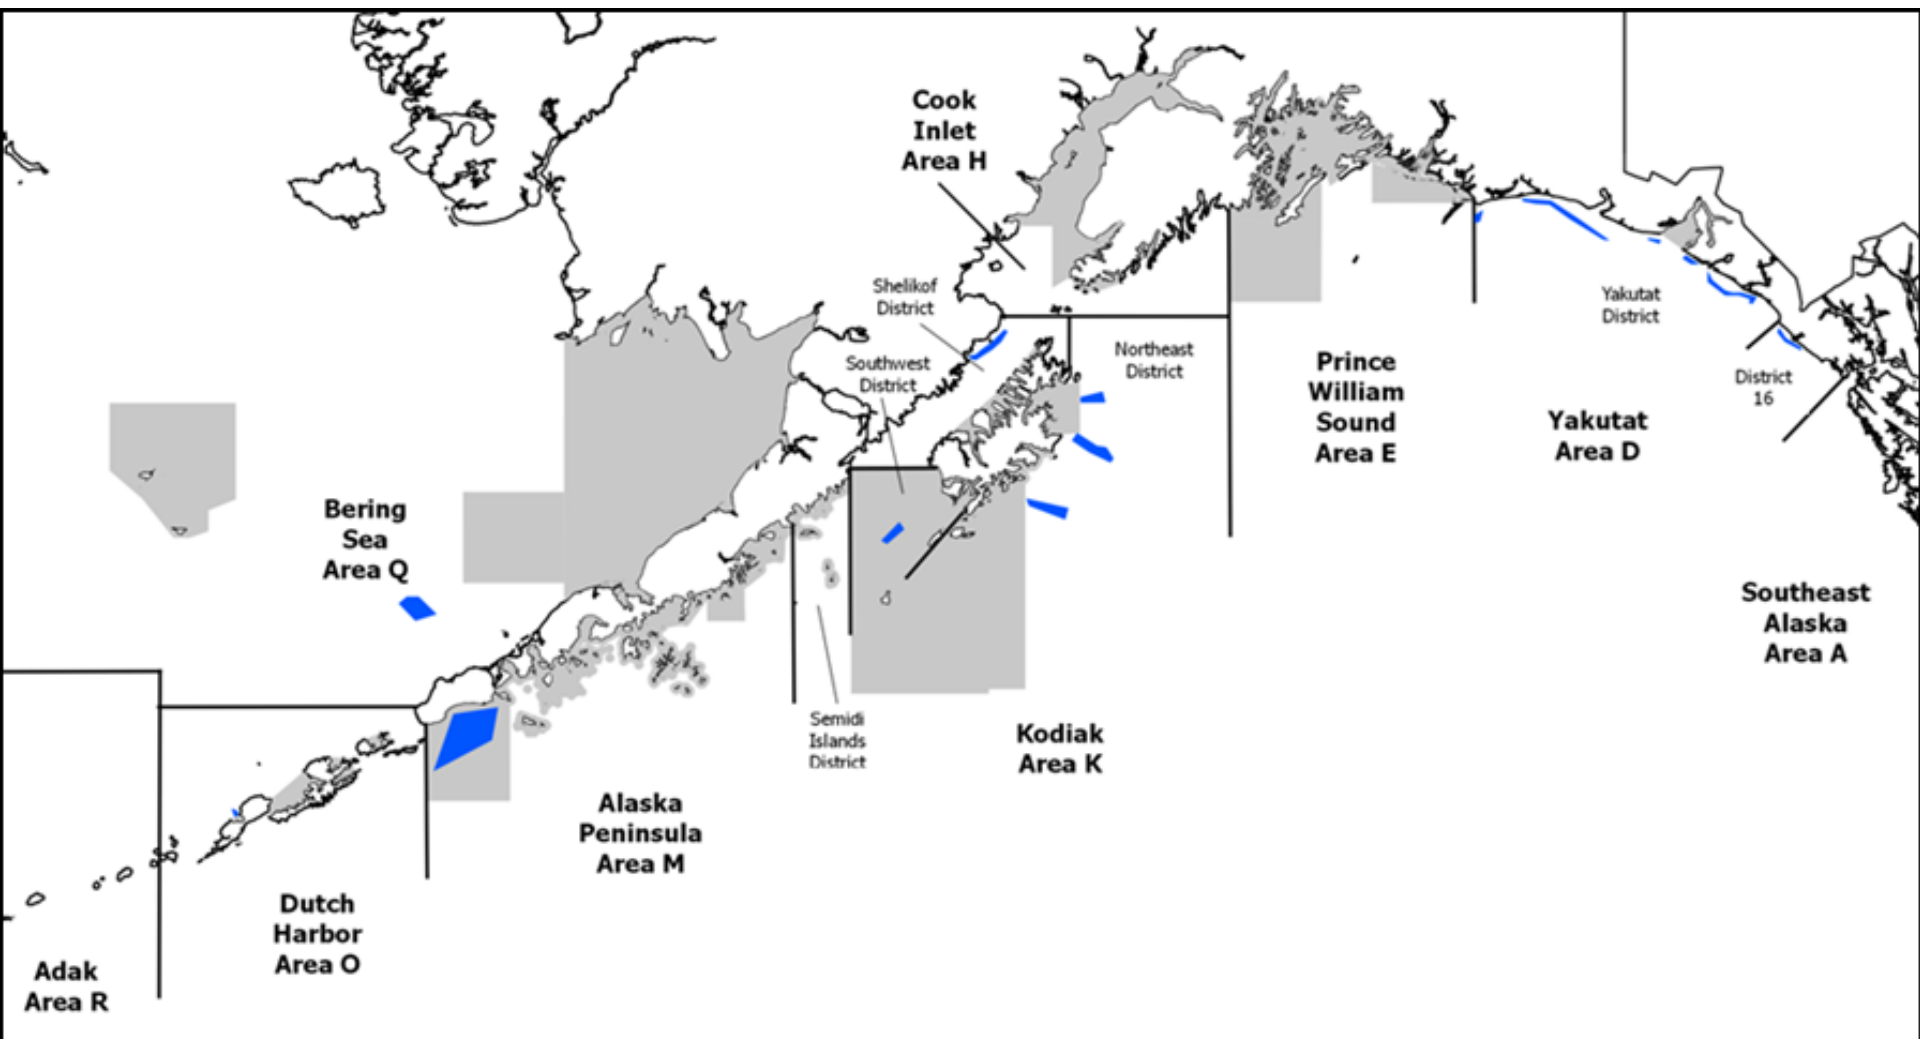 Cook
Inlet
Area H
Shelikof
District
Southwest
District
Northeast
District
Prince
William
Sound
Area E
Yakutat
District
District
16
Yakutat
Area D
Bering
Sea
Area Q
Southeast
Alaska
Area A
Semidi
Islands
District
Kodiak
Area K
Alaska
Peninsula
Area M
Dutch
Harbor
Area O
Adak
Area R